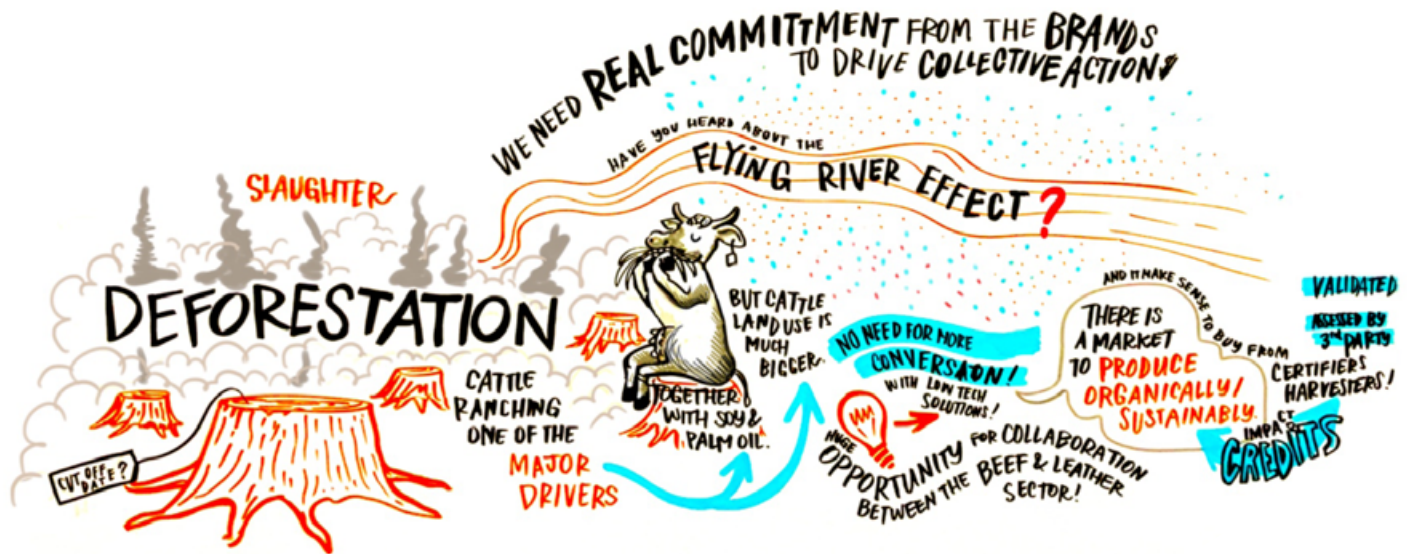 WE NEED REAL COMMITTMENT FROM THE BRANDS
TO DRIVE COLLECTIVE ACTIONS
HAVE YOU HEARD ABOUT THE
FLYING RIVER EFFECT?
SLAUGHTER
DEFORESTATION
CUT OFF
DATE?
CATTLE
RANCHING
ONE OF THE
MAJOR
DRIVERS
TOGETHER
WITH SOY &
PALM OIL.
BUT CATTLE
LAND USE IS
MUCH
BIGGER.
NO NEED FOR MORE
CONVERSAION!
WITH LOW TECH
SOLUTIONS!
HUGE
OPPORTUNITY FOR COLLABORATION
BETWEEN THE BEEF & LEATHER
SECTOR!
AND IT MAKE SENSE TO BUY FROM
CERTIFIERS
HARVESTERS!
THERE IS
A MARKET
TO PRODUCE
ORGANICALLY/
SUSTAINABLY.
VALIDATED
ASSESSED BY
3RD PARTY
IMPACT
CREDITS